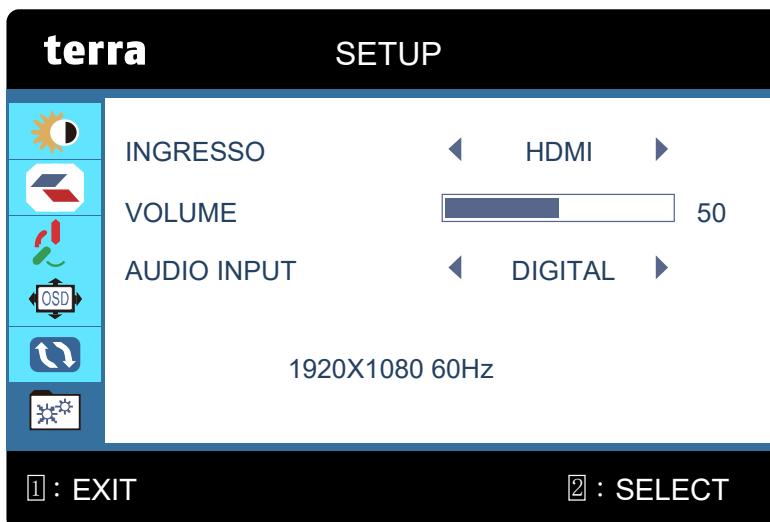 terra SETUP
INGRESSO HDMI
VOLUME 50
AUDIO INPUT DIGITAL
OSD
1920X1080 60Hz
1 : EXIT 2 : SELECT